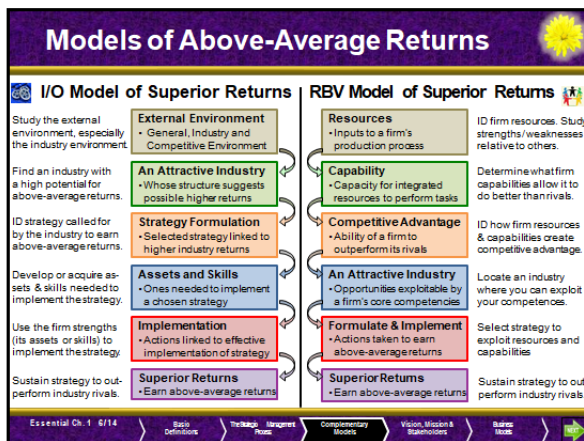 Models of Above-Average Returns
I/O Model of Superior Returns
Study the external
environment, especially
the industry environment.
External Environment
• General, Industry and
Competitive Environment
Find an industry with
a high potential for
above-average returns.
An Attractive Industry
• Whose structure suggests
possible higher returns
ID strategy called for
by the industry to earn
above-average returns.
Strategy Formulation
• Selected strategy linked to
higher industry returns
Develop or acquire as-
sets & skills needed to
implement the strategy.
Assets and Skills
• Ones needed to implement
a chosen strategy
Use the firm strengths
(its assets or skills) to
implement the strategy.
Implementation
• Actions linked to effective
implementation of strategy
Sustain strategy to out-
perform industry rivals.
Superior Returns
• Earn above-average returns
RBV Model of Superior Returns
Resources
• Inputs to a firm's
production process
ID firm resources. Study
strengths/weaknesses
relative to others.
Capability
• Capacity for integrated
resources to perform tasks
Determine what firm
capabilities allow it to
do better than rivals.
Competitive Advantage
• Ability of a firm to
outperform its rivals
ID how firm resources
& capabilities create
competitive advantage.
An Attractive Industry
• Opportunities exploitable by
a firm's core competencies
Locate an industry
where you can exploit
your competences.
Formulate & Implement
• Actions taken to earn
above-average returns
Select strategy to
exploit resources and
capabilities
Superior Returns
• Earn above-average returns
Sustain strategy to out-
perform industry rivals.
Essential Ch. 1 6/14
Basic
Definitions
The Strategic Management
Process
Complementary
Models
Vision, Mission &
Stakeholders
Business
Models
NEXT